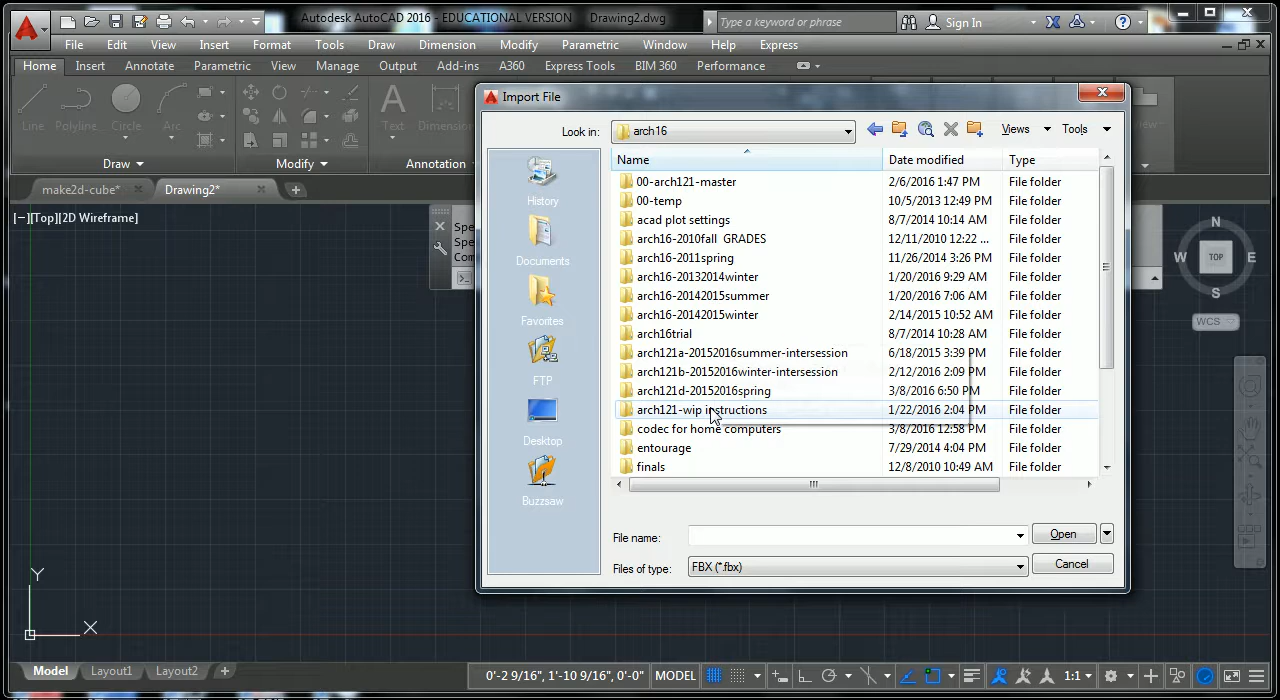 Autodesk AutoCAD 2016 - EDUCATIONAL VERSION Drawing2.dwg
Type a keyword or phrase
Sign In
File Edit View Insert Format Tools Draw Dimension Modify Parametric Window Help Express
Home Insert Annotate Parametric View Manage Output Add-ins A360 Express Tools BIM 360 Performance
Line Polyline Circle Arc Text Dimension
Draw Modify Annotation
make2d-cube* Drawing2*
[−][Top][2D Wireframe]
Spe
Spe
Com
Import File
Look in: arch16 Views Tools
Name Date modified Type
00-arch121-master 2/6/2016 1:47 PM File folder
00-temp 10/5/2013 12:49 PM File folder
acad plot settings 8/7/2014 10:14 AM File folder
arch16-2010fall GRADES 12/11/2010 12:22 ... File folder
arch16-2011spring 11/26/2014 3:26 PM File folder
arch16-20132014winter 1/20/2016 9:29 AM File folder
arch16-20142015summer 1/20/2016 7:06 AM File folder
arch16-20142015winter 2/14/2015 10:52 AM File folder
arch16trial 8/7/2014 10:28 AM File folder
arch121a-20152016summer-intersession 6/18/2015 3:39 PM File folder
arch121b-20152016winter-intersession 2/12/2016 2:09 PM File folder
arch121d-20152016spring 3/8/2016 6:50 PM File folder
arch121-wip instructions 1/22/2016 2:04 PM File folder
codec for home computers 3/8/2016 12:58 PM File folder
entourage 7/29/2014 4:04 PM File folder
finals 12/8/2010 10:49 AM File folder
History
Documents
Favorites
FTP
Desktop
Buzzsaw
File name: Open
Files of type: FBX (*.fbx) Cancel
N
W TOP E
S
WCS
Y
X
Model Layout1 Layout2 +
0'-2 9/16", 1'-10 9/16", 0'-0" MODEL 1:1